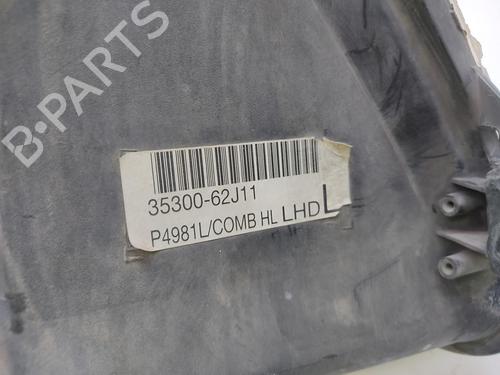 B-PARTS
35300-62J11
P4981L/COMB HL LHD L